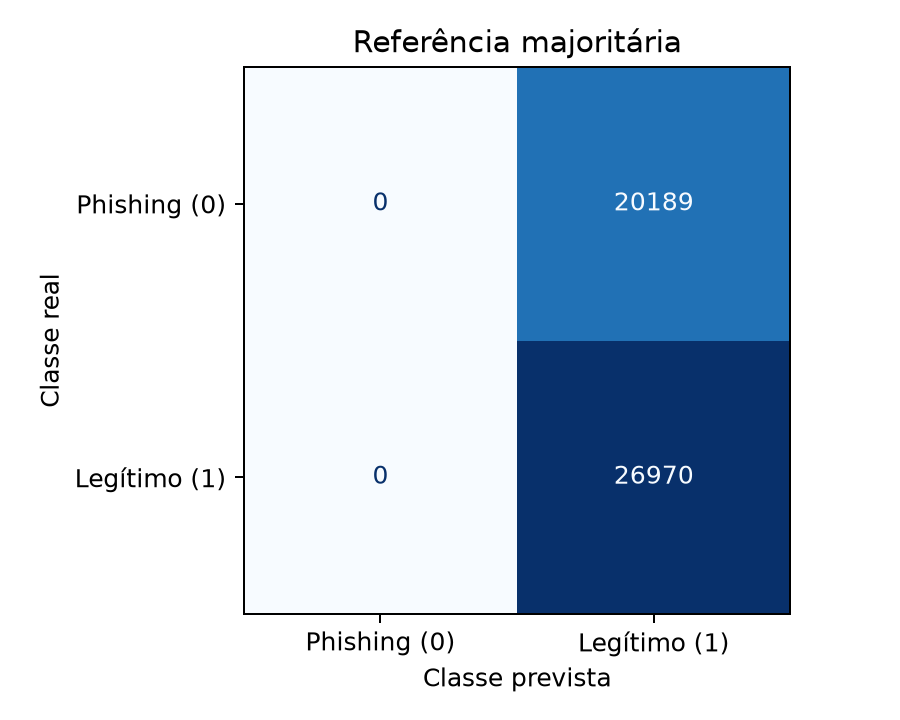 Referência majoritária
Phishing (0)
0
20189
Classe real
Legítimo (1)
0
26970
Phishing (0)
Legítimo (1)
Classe prevista